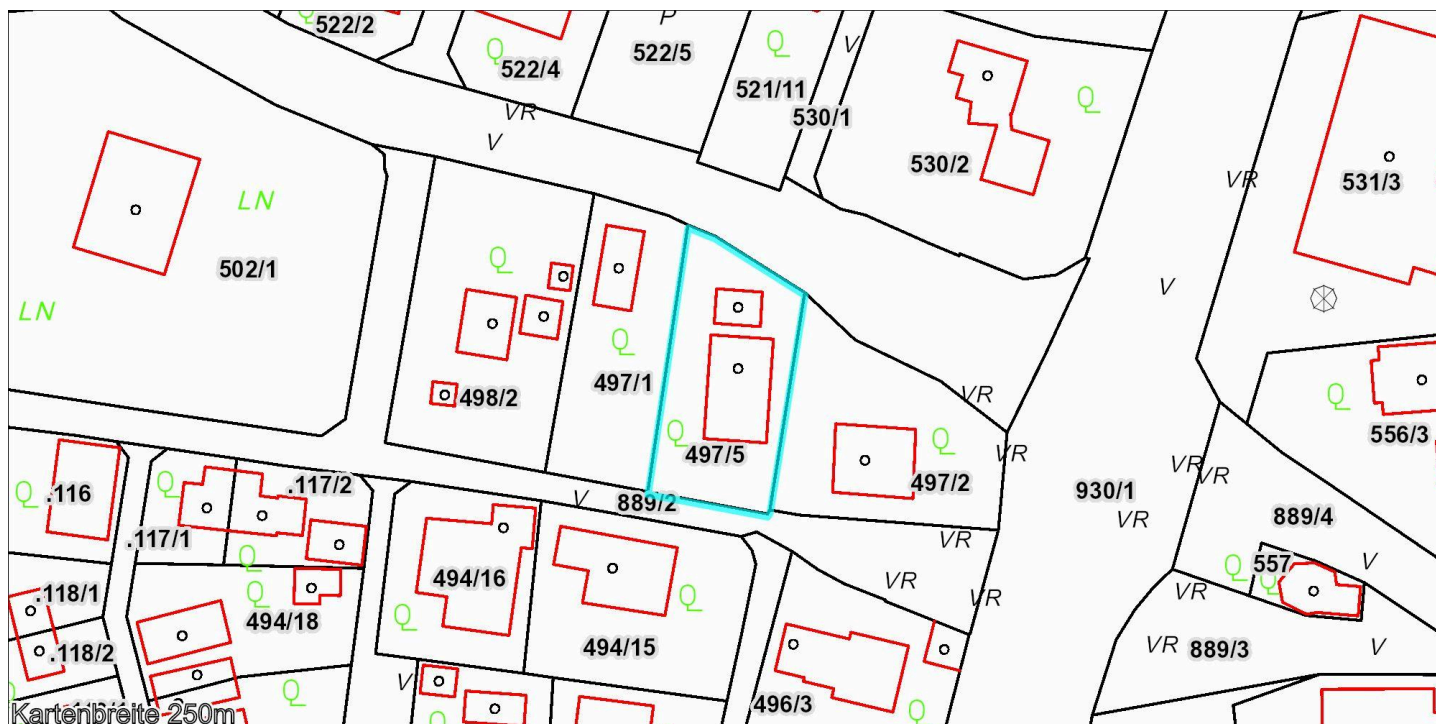 522/2
Q
P
Q
522/4
522/5
Q
V
521/11
530/1
Q
VR
V
530/2
VR
531/3
LN
502/1
LN
Q
V
Q
497/1
498/2
VR
Q
Q
497/5
Q
497/2
VR
556/3
VR
VR
Q
.116
Q
.117/2
V
889/2
930/1
VR
889/4
.117/1
VR
Q
V
Q
557
Q
494/16
VR
VR
VR
Q
.118/1
Q
494/18
Q
494/15
VR
889/3
V
.118/2
V
Q
496/3
Q
Q
Kartenbreite 250m